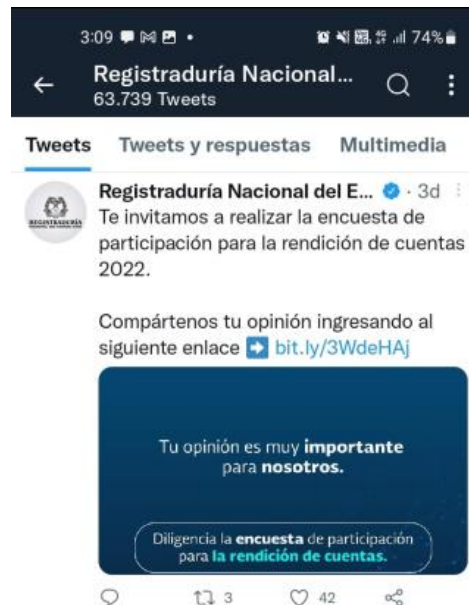 3:09
74%
Registraduría Nacional...
63.739 Tweets
Tweets Tweets y respuestas Multimedia
REGISTRADURÍA
Registraduría Nacional del E... · 3d
Te invitamos a realizar la encuesta de
participación para la rendición de cuentas
2022.
Compártenos tu opinión ingresando al
siguiente enlace ➡ bit.ly/3WdeHAj
Tu opinión es muy importante
para nosotros.
Diligencia la encuesta de participación
para la rendición de cuentas.
3 42